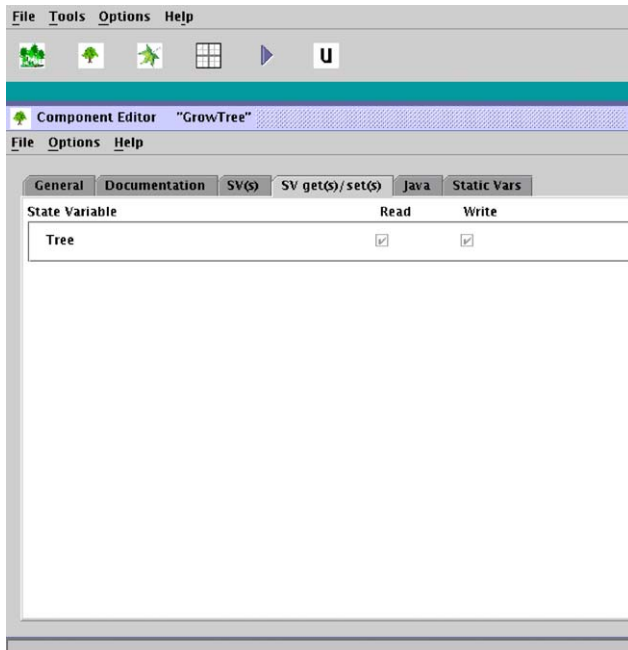 File Tools Options Help
U
Component Editor "GrowTree"
File Options Help
General Documentation SV(s) SV get(s)/set(s) Java Static Vars
State Variable Read Write
Tree